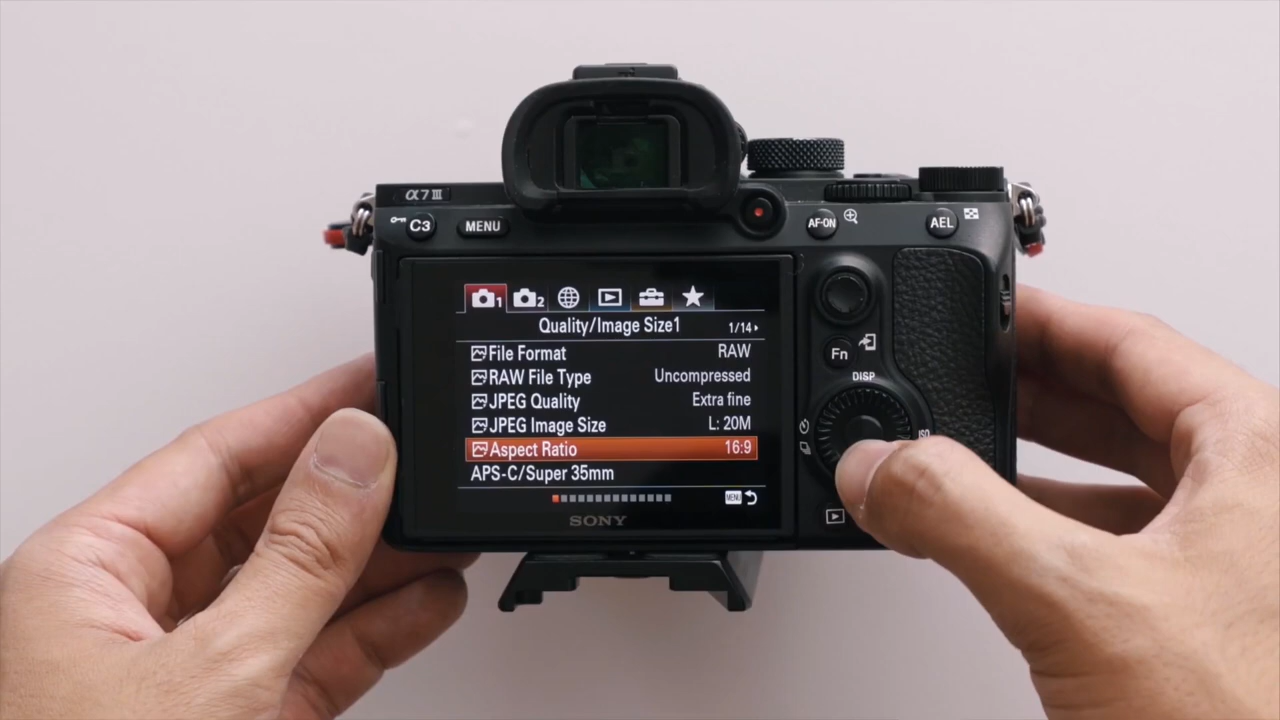 α7III
C3
MENU
AF-ON
AEL
1 2
Quality/Image Size1 1/14
File Format RAW
RAW File Type Uncompressed
JPEG Quality Extra fine
JPEG Image Size L: 20M
Aspect Ratio 16:9
APS-C/Super 35mm
MENU
SONY
Fn
DISP
ISO